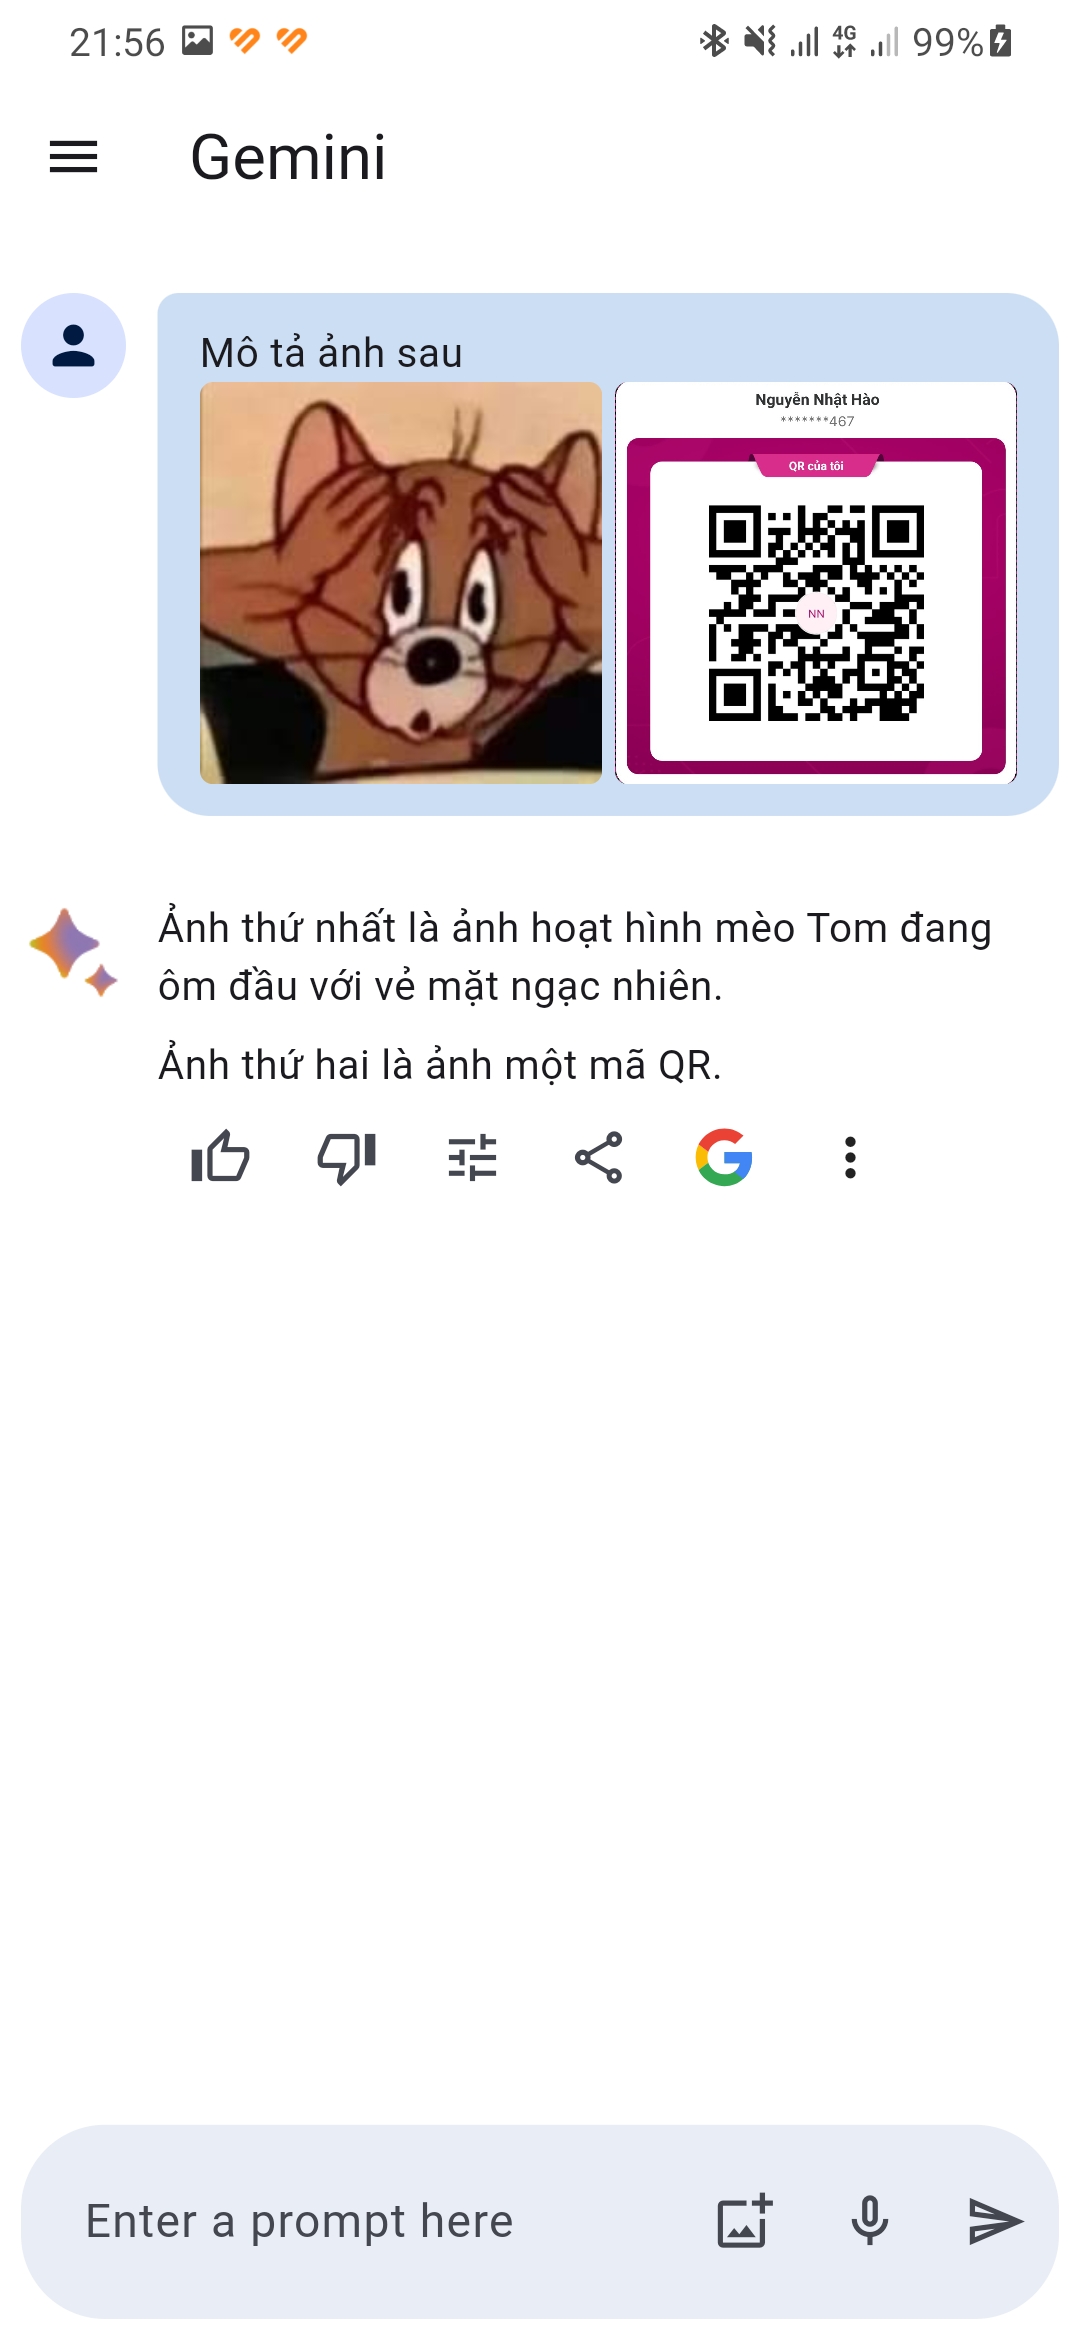 21:56
4G
99%
Gemini
Mô tả ảnh sau
Nguyễn Nhật Hào
*******467
QR của tôi
NN
Ảnh thứ nhất là ảnh hoạt hình mèo Tom đang
ôm đầu với vẻ mặt ngạc nhiên.
Ảnh thứ hai là ảnh một mã QR.
Enter a prompt here